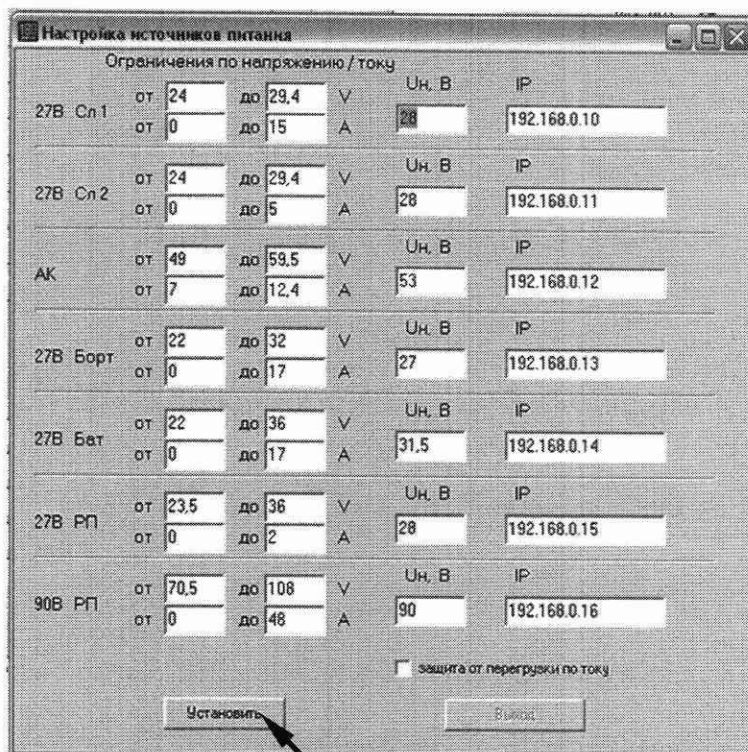 Настройка источников питания
Ограничения по напряжению / току
27В Сл 1 от 24 до 29,4 V Uн, В IP
от 0 до 15 А 28 192.168.0.10
27В Сл 2 от 24 до 29,4 V Uн, В IP
от 0 до 5 А 28 192.168.0.11
АК от 49 до 59,5 V Uн, В IP
от 7 до 12,4 А 53 192.168.0.12
27В Борт от 22 до 32 V Uн, В IP
от 0 до 17 А 27 192.168.0.13
27В Бат от 22 до 36 V Uн, В IP
от 0 до 17 А 31,5 192.168.0.14
27В РП от 23,5 до 36 V Uн, В IP
от 0 до 2 А 28 192.168.0.15
90В РП от 70,5 до 108 V Uн, В IP
от 0 до 48 А 90 192.168.0.16
защита от перегрузки по току
Установить Выход